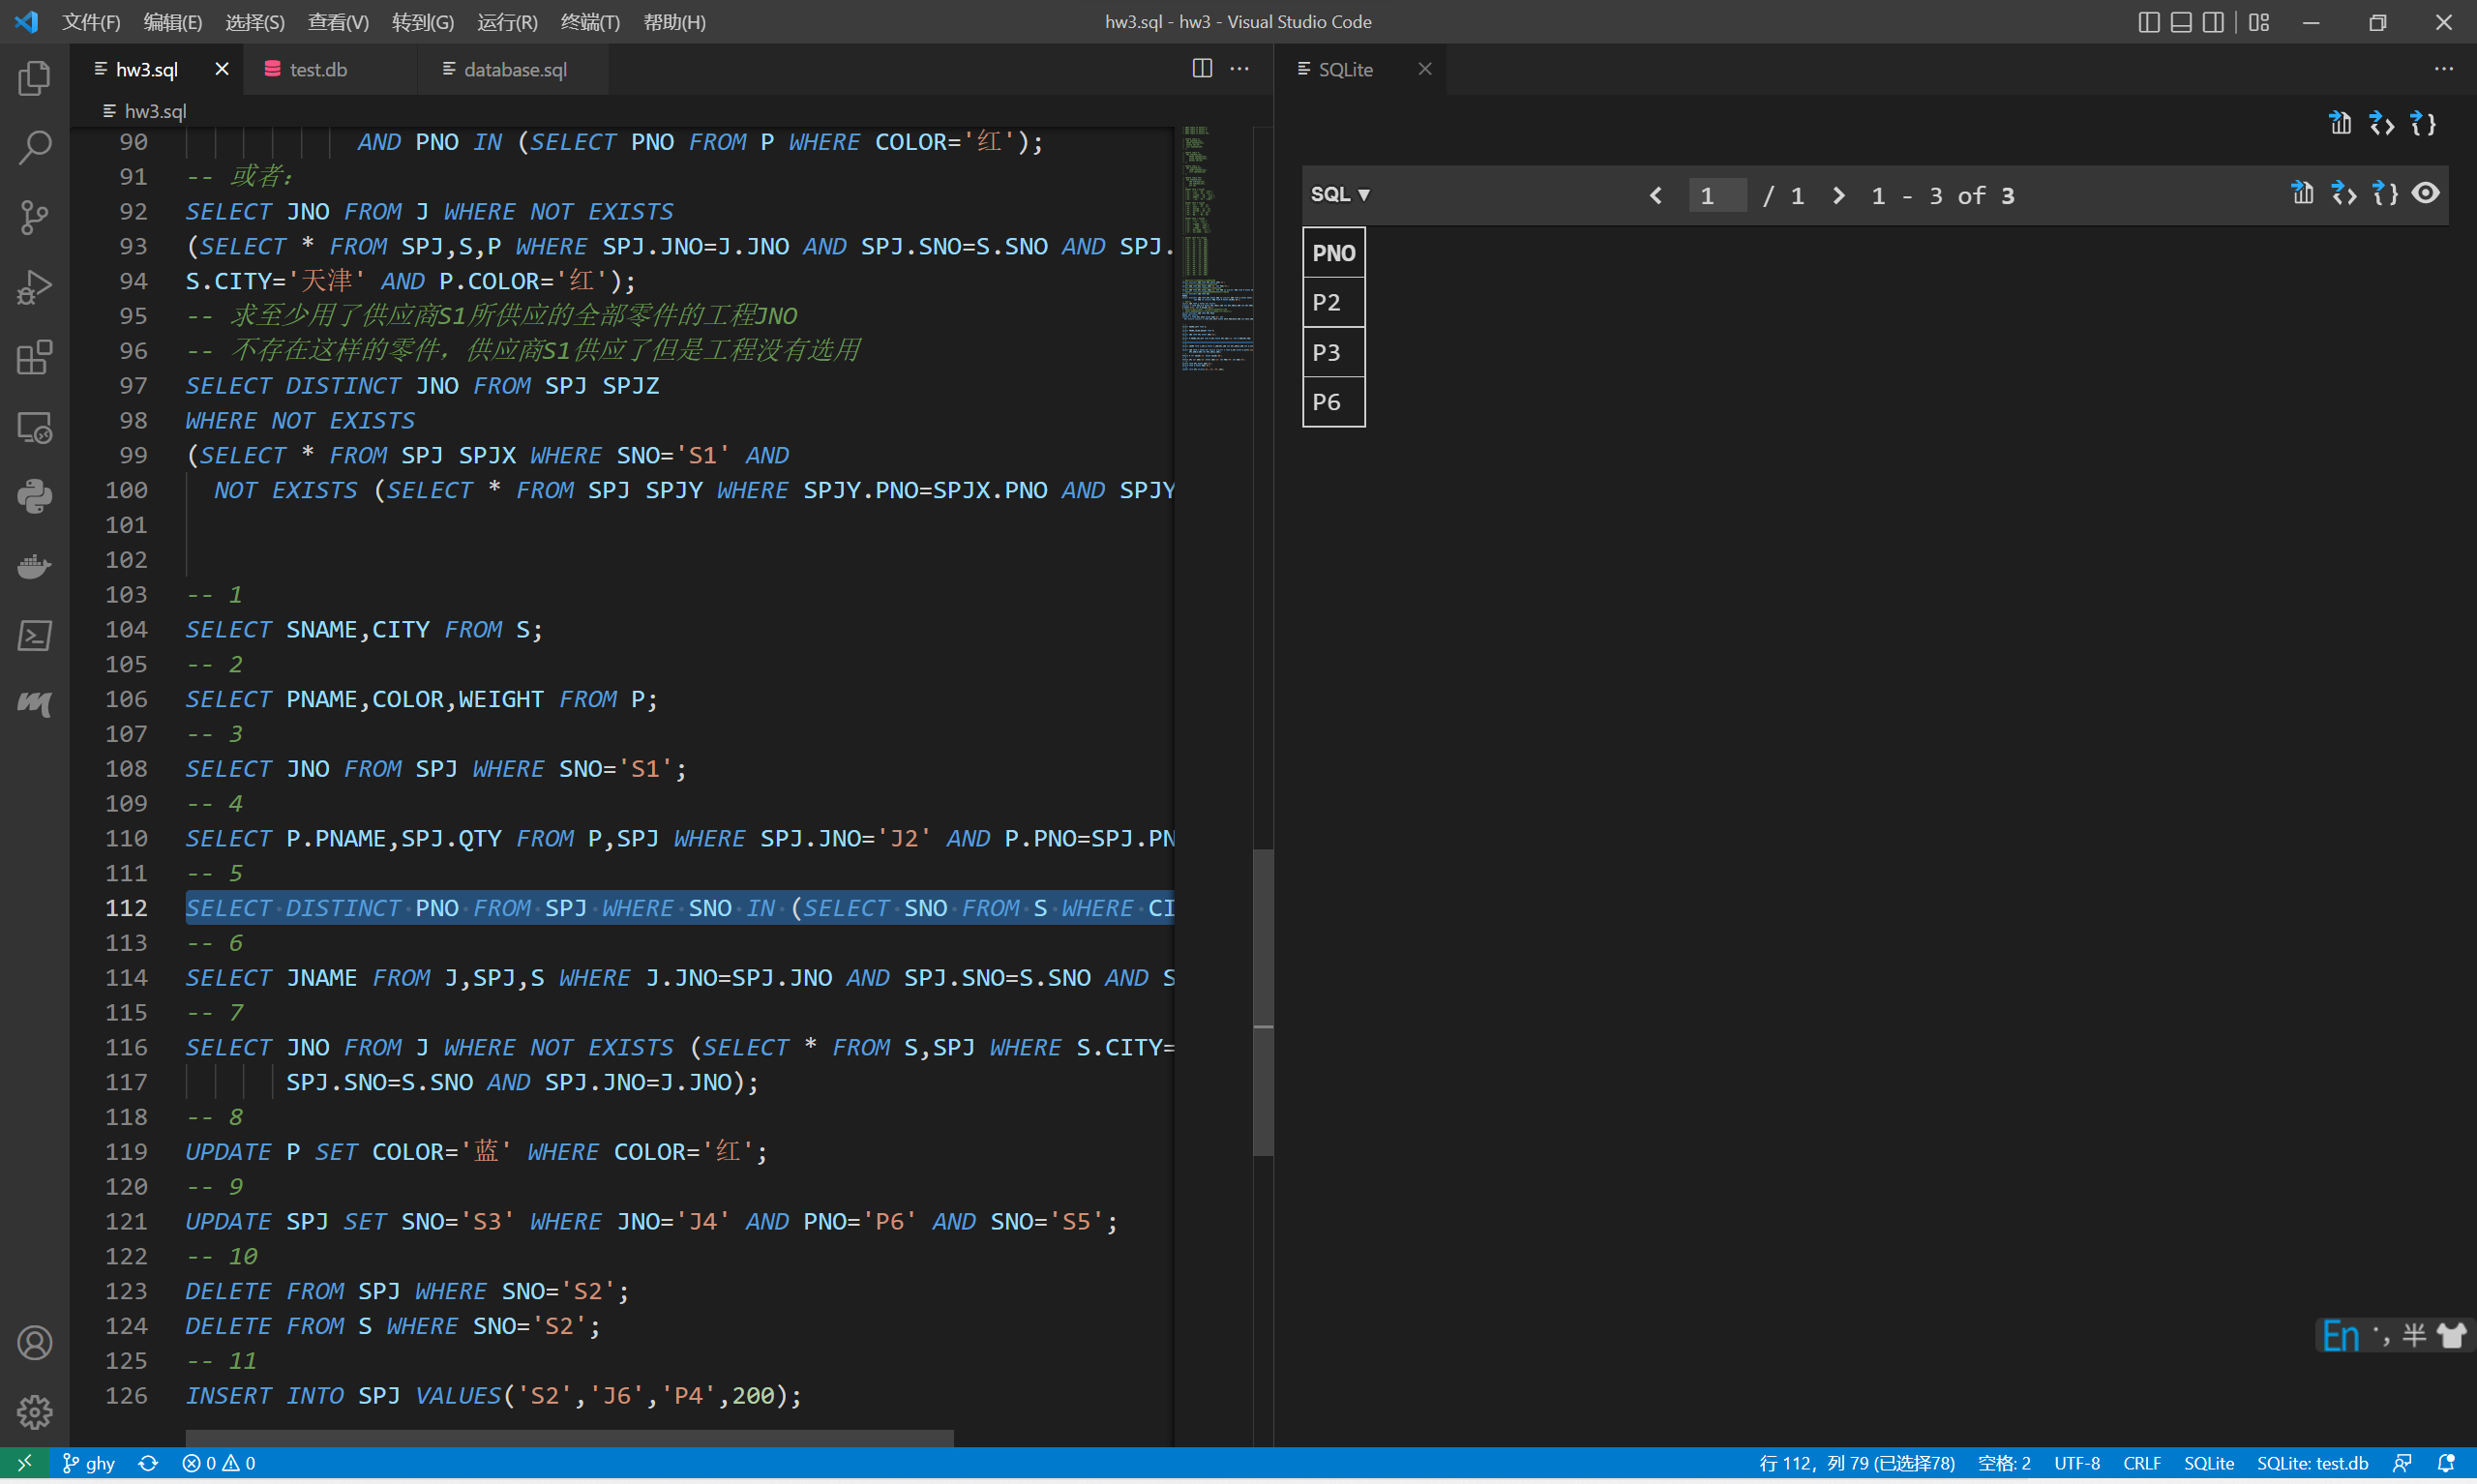 文件(F) 编辑(E) 选择(S) 查看(V) 转到(G) 运行(R) 终端(T) 帮助(H) hw3.sql - hw3 - Visual Studio Code
hw3.sql test.db database.sql SQLite
hw3.sql
90 AND PNO IN (SELECT PNO FROM P WHERE COLOR='红');
91 -- 或者：
92 SELECT JNO FROM J WHERE NOT EXISTS
93 (SELECT * FROM SPJ,S,P WHERE SPJ.JNO=J.JNO AND SPJ.SNO=S.SNO AND SPJ.
94 S.CITY='天津' AND P.COLOR='红');
95 -- 求至少用了供应商S1所供应的全部零件的工程JNO
96 -- 不存在这样的零件，供应商S1供应了但是工程没有选用
97 SELECT DISTINCT JNO FROM SPJ SPJZ
98 WHERE NOT EXISTS
99 (SELECT * FROM SPJ SPJX WHERE SNO='S1' AND
100 NOT EXISTS (SELECT * FROM SPJ SPJY WHERE SPJY.PNO=SPJX.PNO AND SPJY
101
102
103 -- 1
104 SELECT SNAME,CITY FROM S;
105 -- 2
106 SELECT PNAME,COLOR,WEIGHT FROM P;
107 -- 3
108 SELECT JNO FROM SPJ WHERE SNO='S1';
109 -- 4
110 SELECT P.PNAME,SPJ.QTY FROM P,SPJ WHERE SPJ.JNO='J2' AND P.PNO=SPJ.PN
111 -- 5
112 SELECT DISTINCT PNO FROM SPJ WHERE SNO IN (SELECT SNO FROM S WHERE CI
113 -- 6
114 SELECT JNAME FROM J,SPJ,S WHERE J.JNO=SPJ.JNO AND SPJ.SNO=S.SNO AND S
115 -- 7
116 SELECT JNO FROM J WHERE NOT EXISTS (SELECT * FROM S,SPJ WHERE S.CITY=
117 SPJ.SNO=S.SNO AND SPJ.JNO=J.JNO);
118 -- 8
119 UPDATE P SET COLOR='蓝' WHERE COLOR='红';
120 -- 9
121 UPDATE SPJ SET SNO='S3' WHERE JNO='J4' AND PNO='P6' AND SNO='S5';
122 -- 10
123 DELETE FROM SPJ WHERE SNO='S2';
124 DELETE FROM S WHERE SNO='S2';
125 -- 11
126 INSERT INTO SPJ VALUES('S2','J6','P4',200);
SQL ▼ 1 / 1 1 - 3 of 3
PNO
P2
P3
P6
En ·, 半
ghy 0 0 行 112，列 79 (已选择78) 空格: 2 UTF-8 CRLF SQLite SQLite: test.db